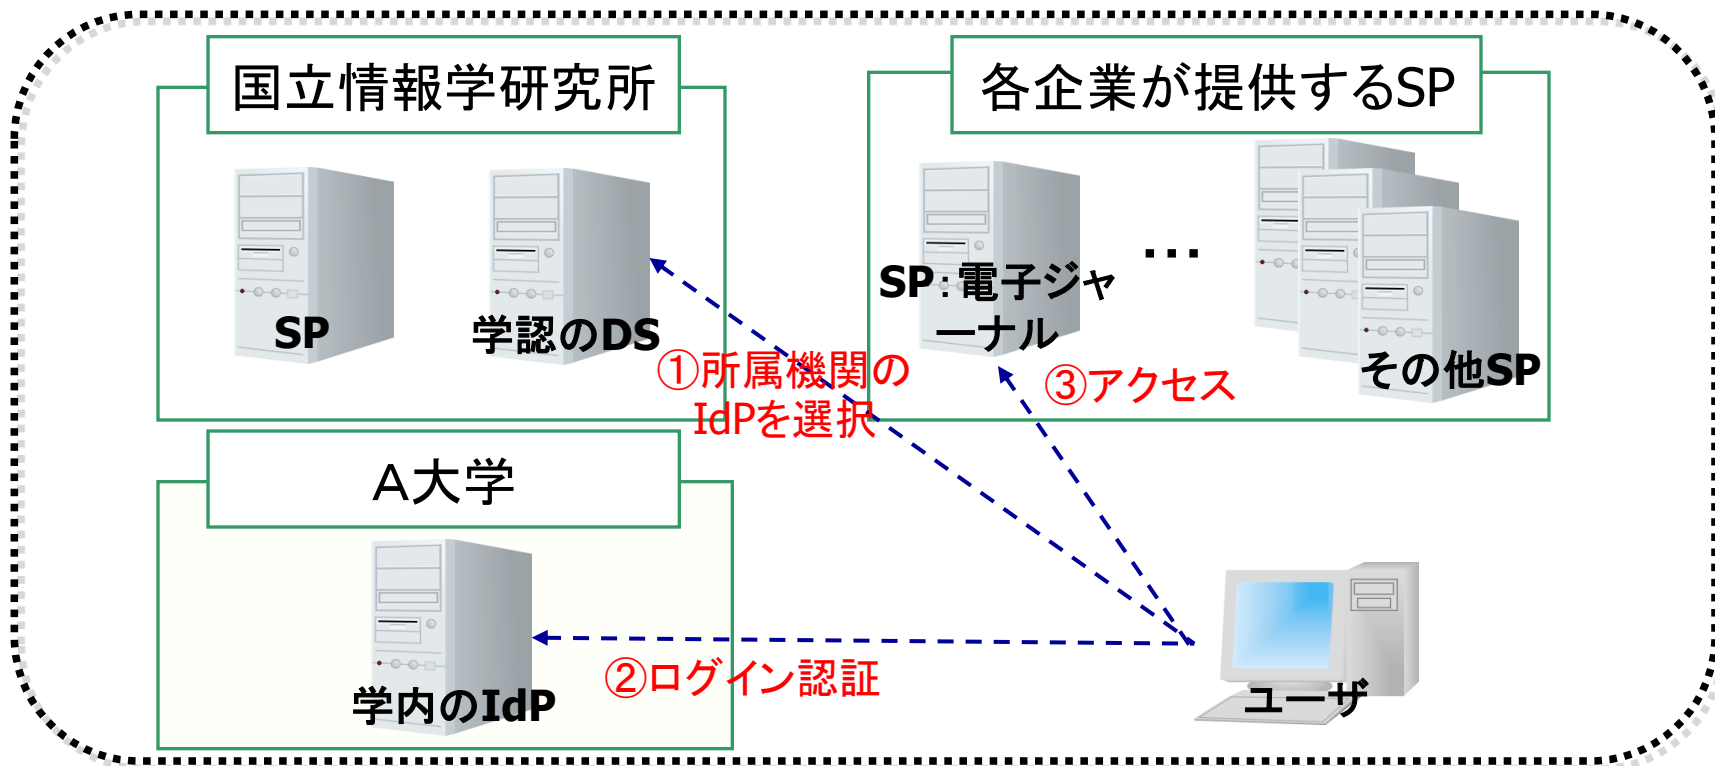 国立情報学研究所
各企業が提供するSP
SP
学認のDS
SP:電子ジャ
ーナル
...
その他SP
①所属機関の
IdPを選択
③アクセス
A大学
学内のIdP
②ログイン認証
ユーザ